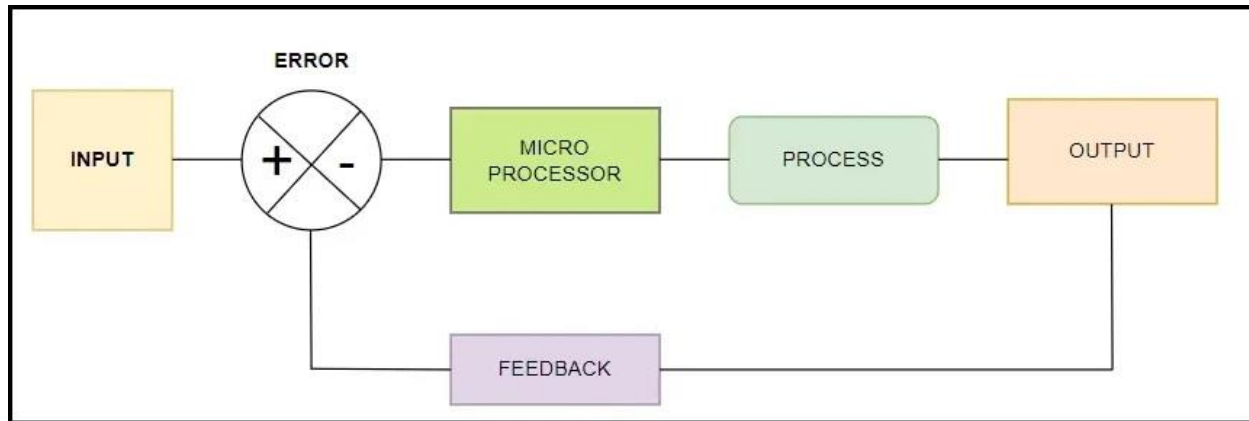 ERROR
INPUT
+
-
MICRO
PROCESSOR
PROCESS
OUTPUT
FEEDBACK